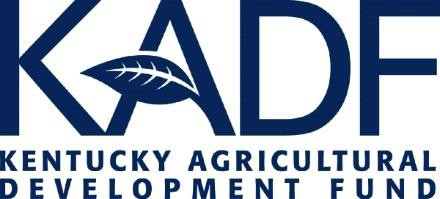 KADF
KENTUCKY AGRICULTURAL
DEVELOPMENT FUND